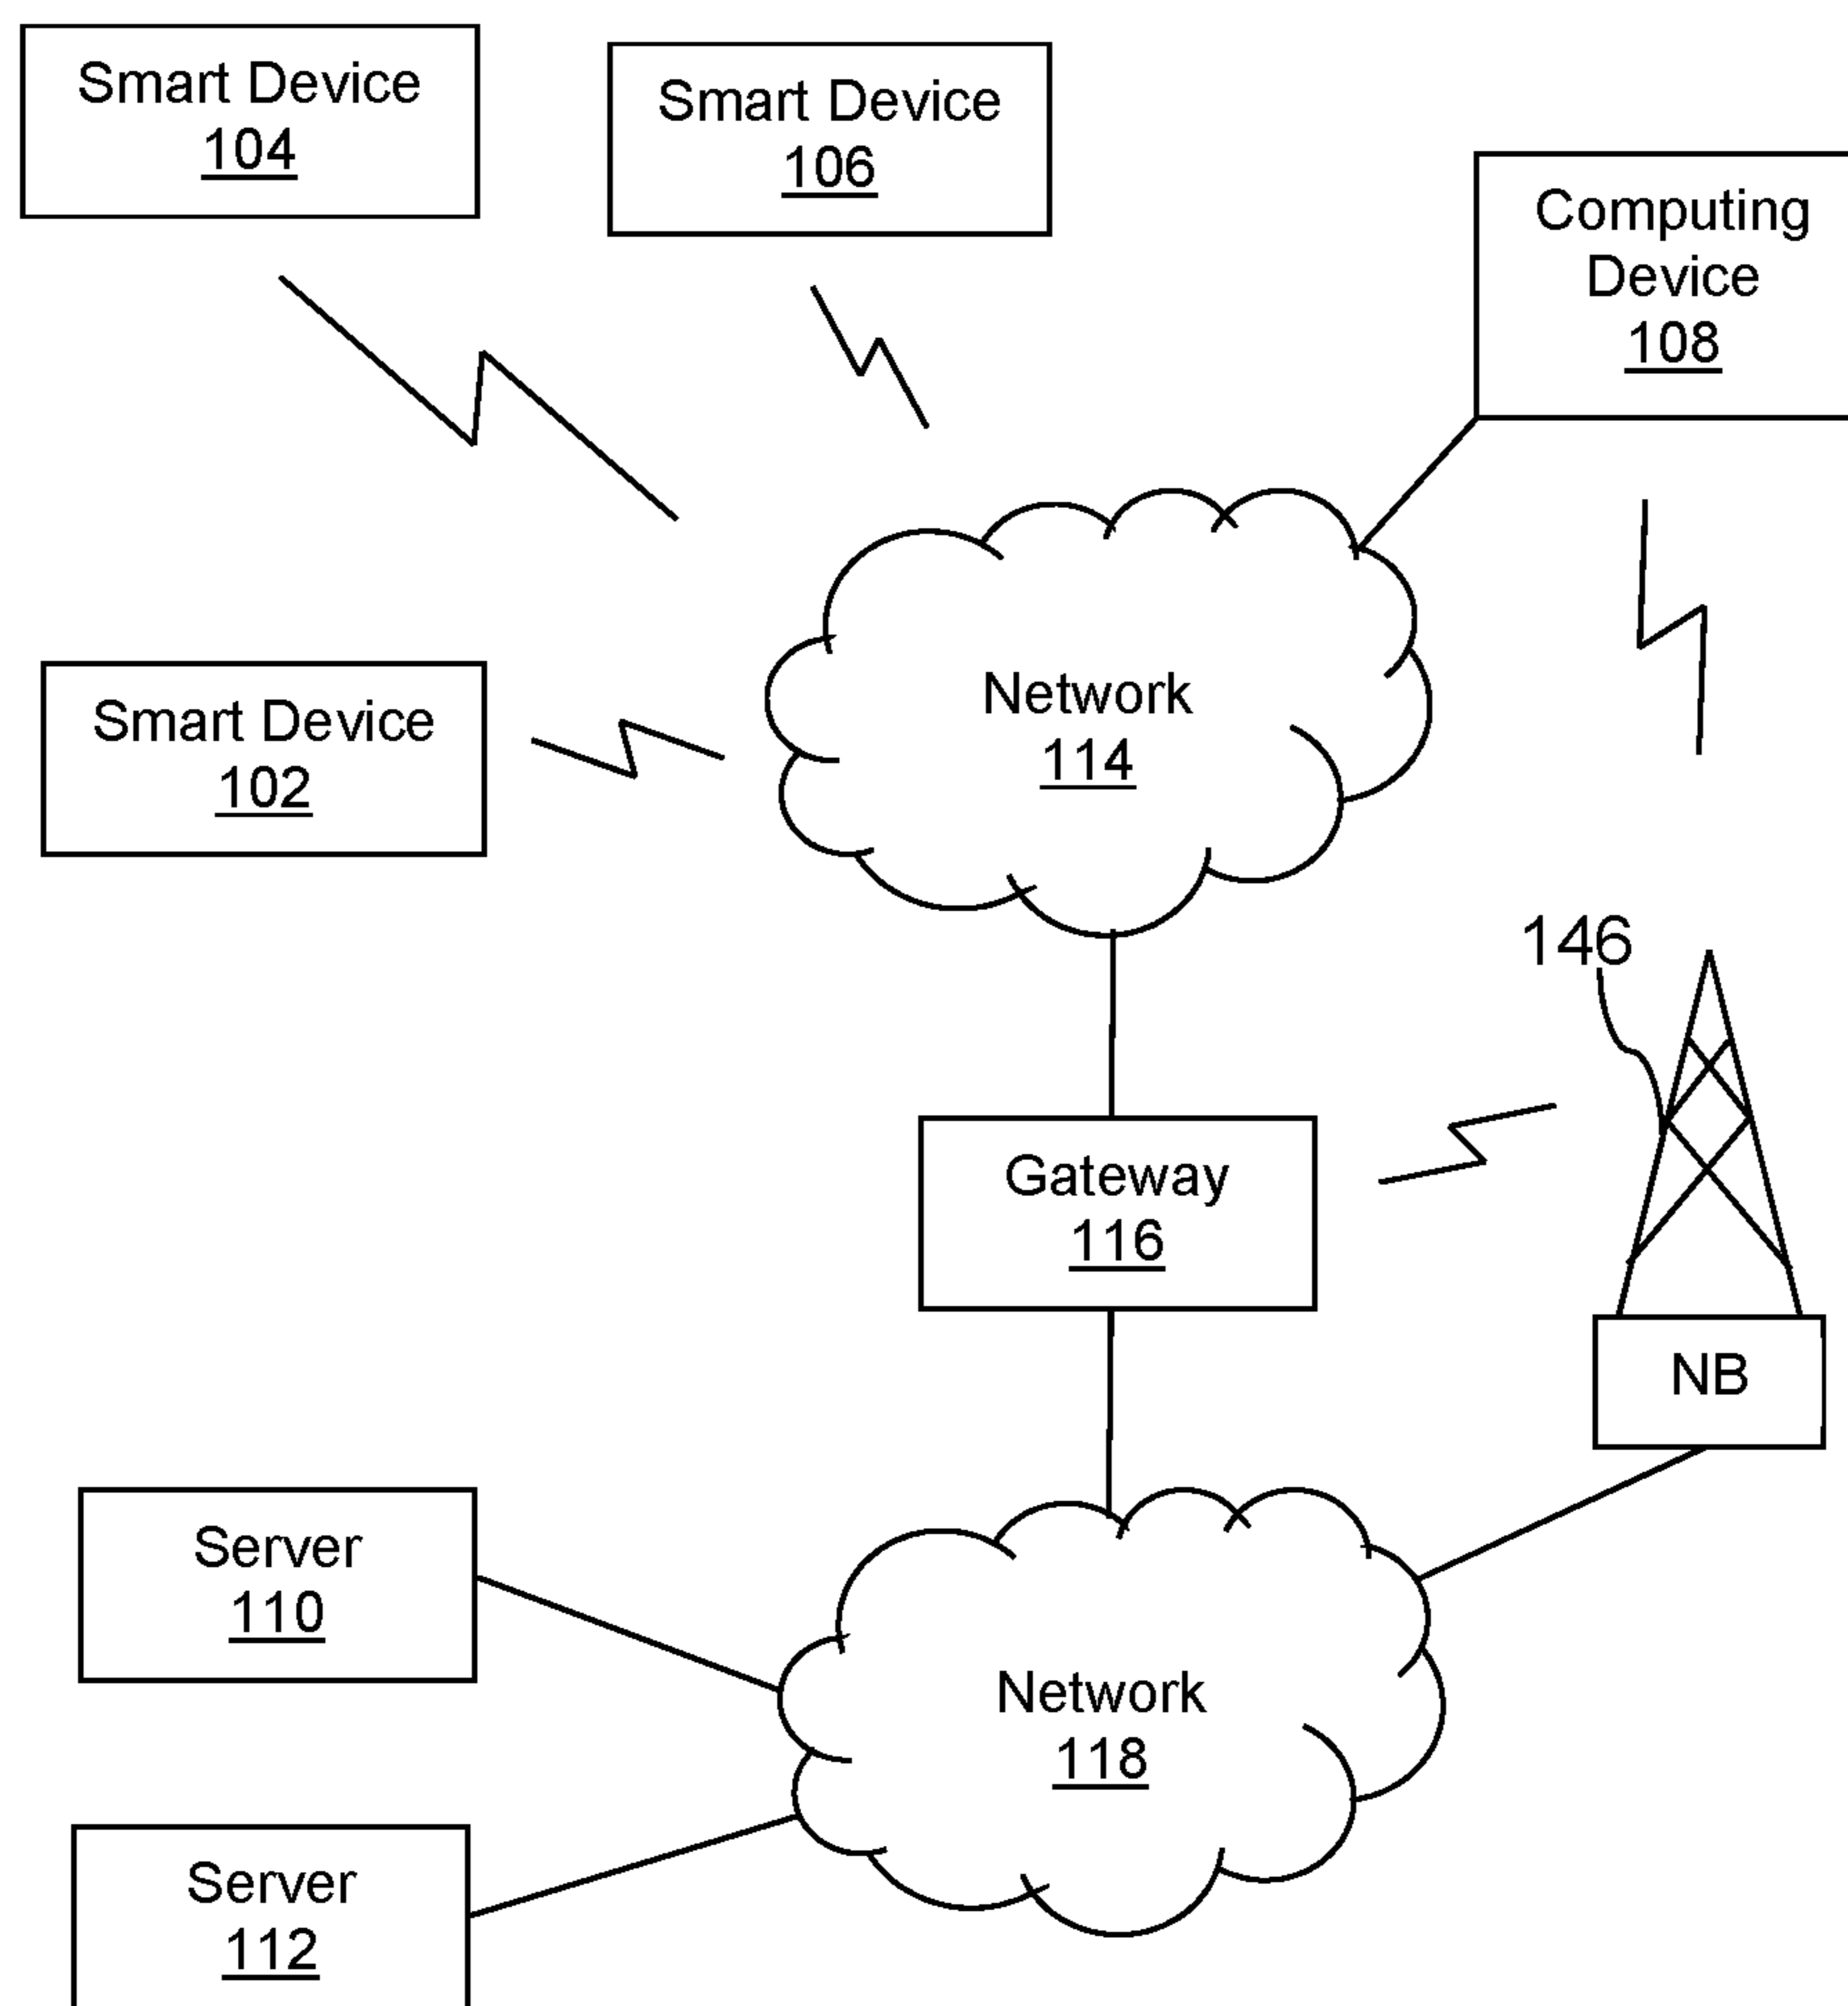 Smart Device
104
Smart Device
106
Computing
Device
108
Network
114
Smart Device
102
146
Gateway
116
NB
Server
110
Network
118
Server
112